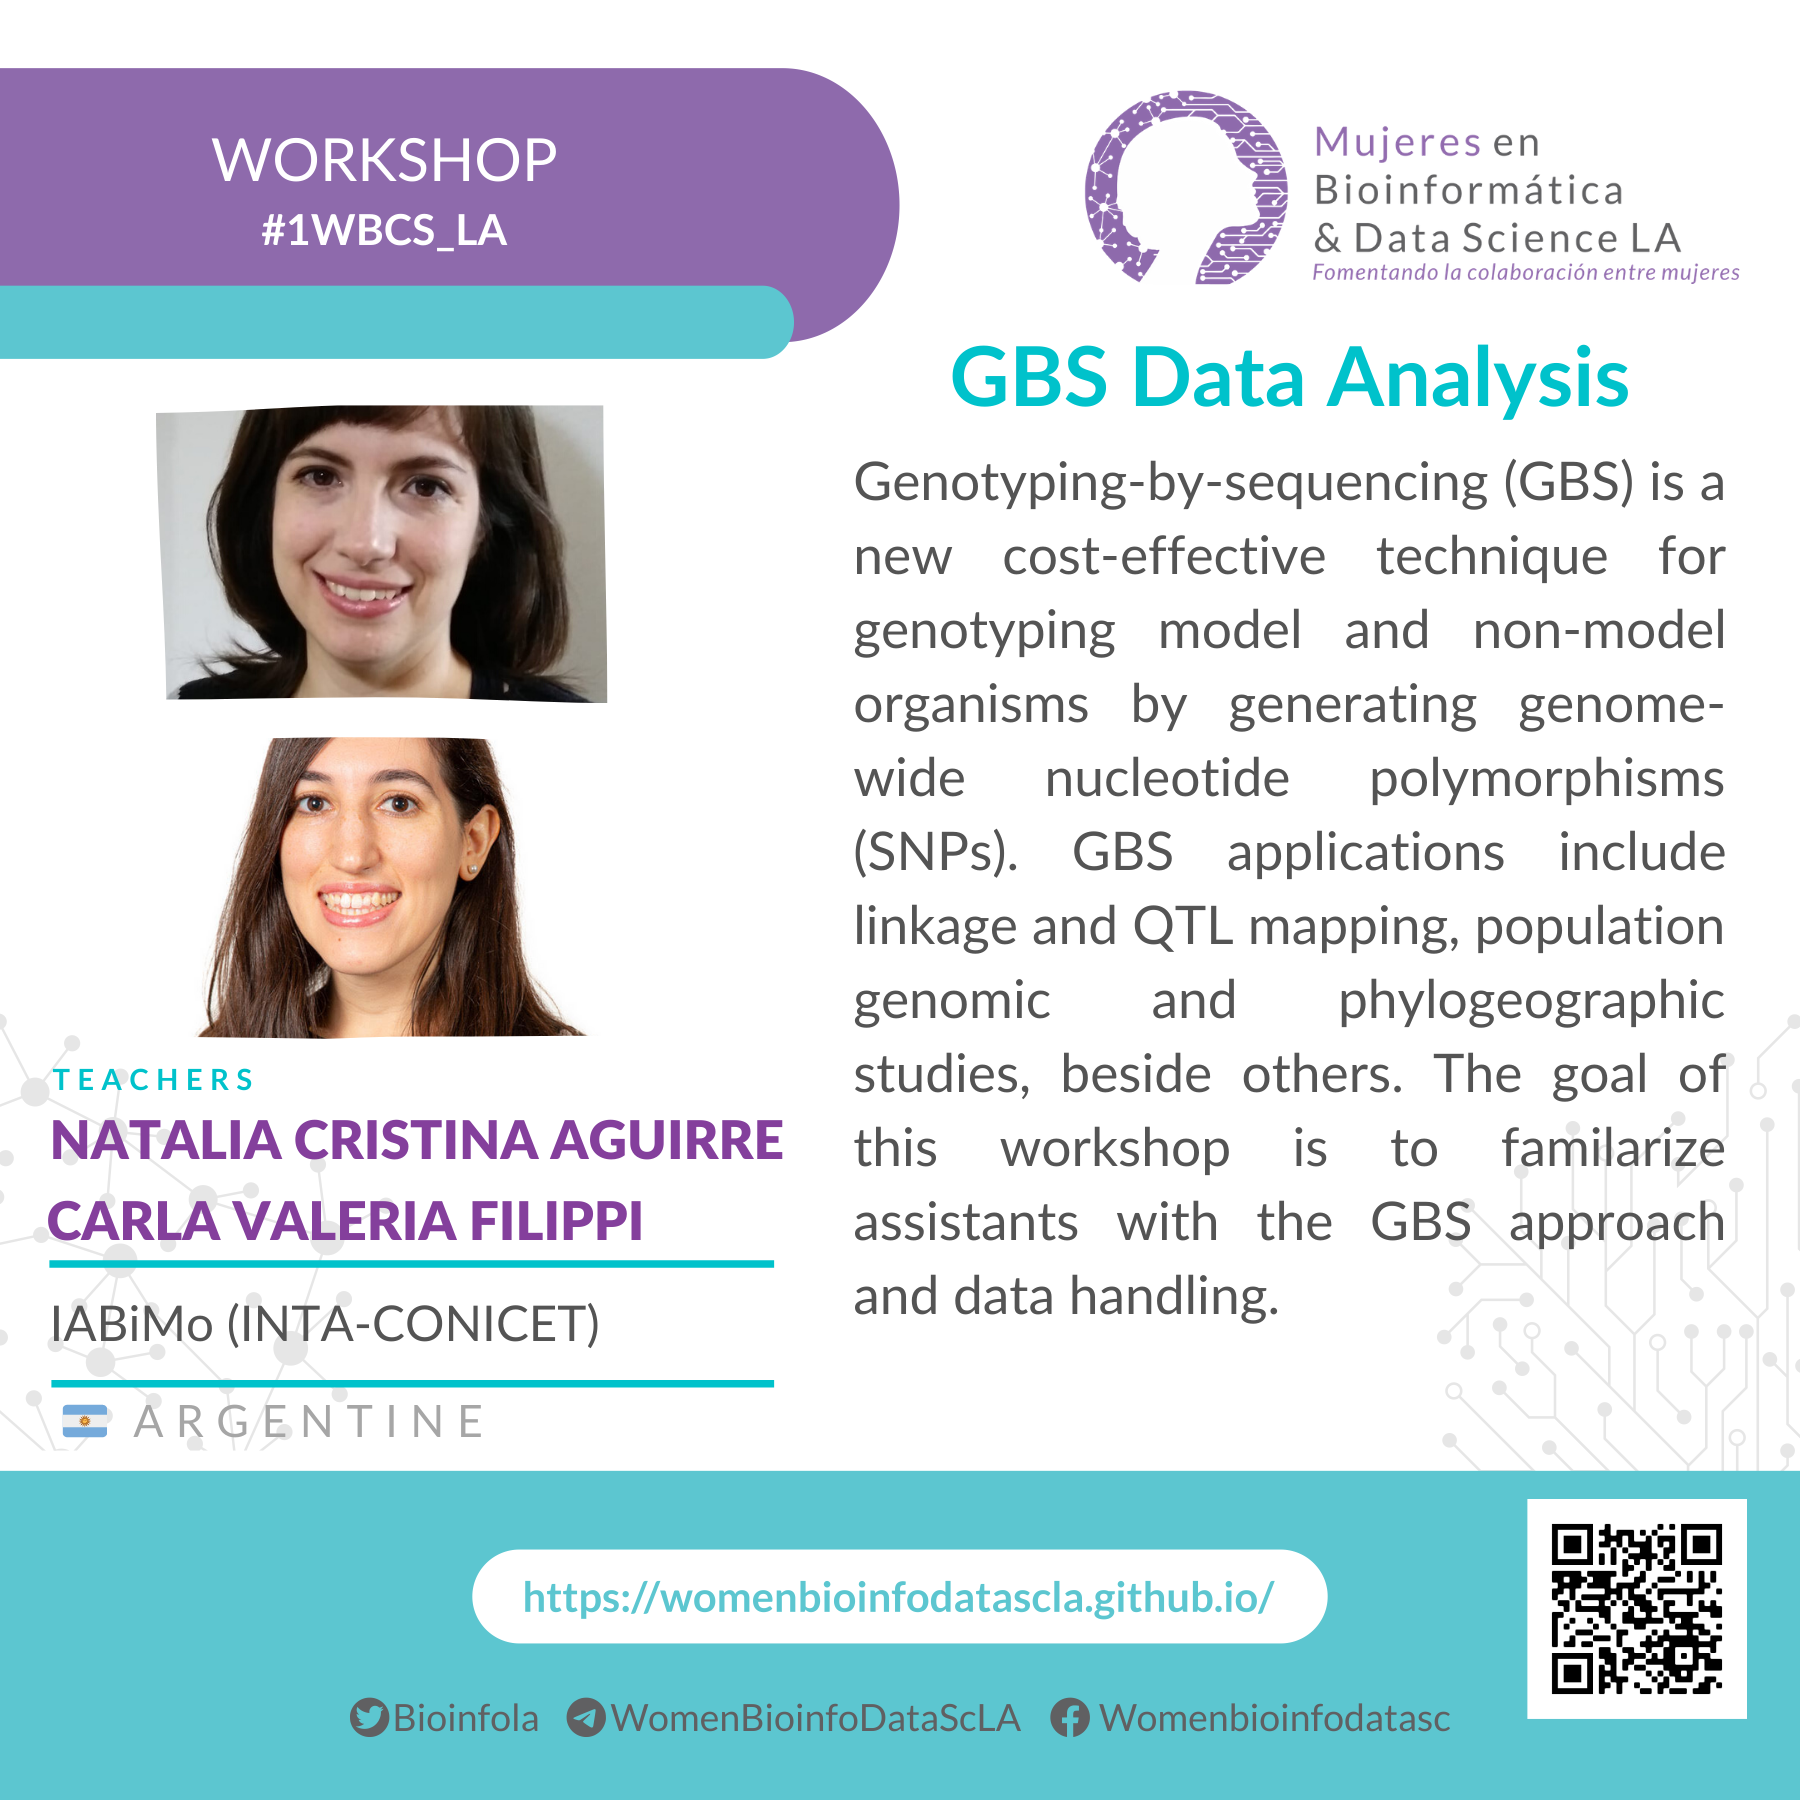 WORKSHOP
#1WBCS_LA
Mujeres en
Bioinformática
& Data Science LA
Fomentando la colaboración entre mujeres
GBS Data Analysis
Genotyping-by-sequencing (GBS) is a
new cost-effective technique for
genotyping model and non-model
organisms by generating genome-
wide nucleotide polymorphisms
(SNPs). GBS applications include
linkage and QTL mapping, population
genomic and phylogeographic
studies, beside others. The goal of
this workshop is to familarize
assistants with the GBS approach
and data handling.
TEACHERS
NATALIA CRISTINA AGUIRRE
CARLA VALERIA FILIPPI
IABiMo (INTA-CONICET)
ARGENTINE
https://womenbioinfodatascla.github.io/
Bioinfola WomenBioinfoDataScLA Womenbioinfodatasc